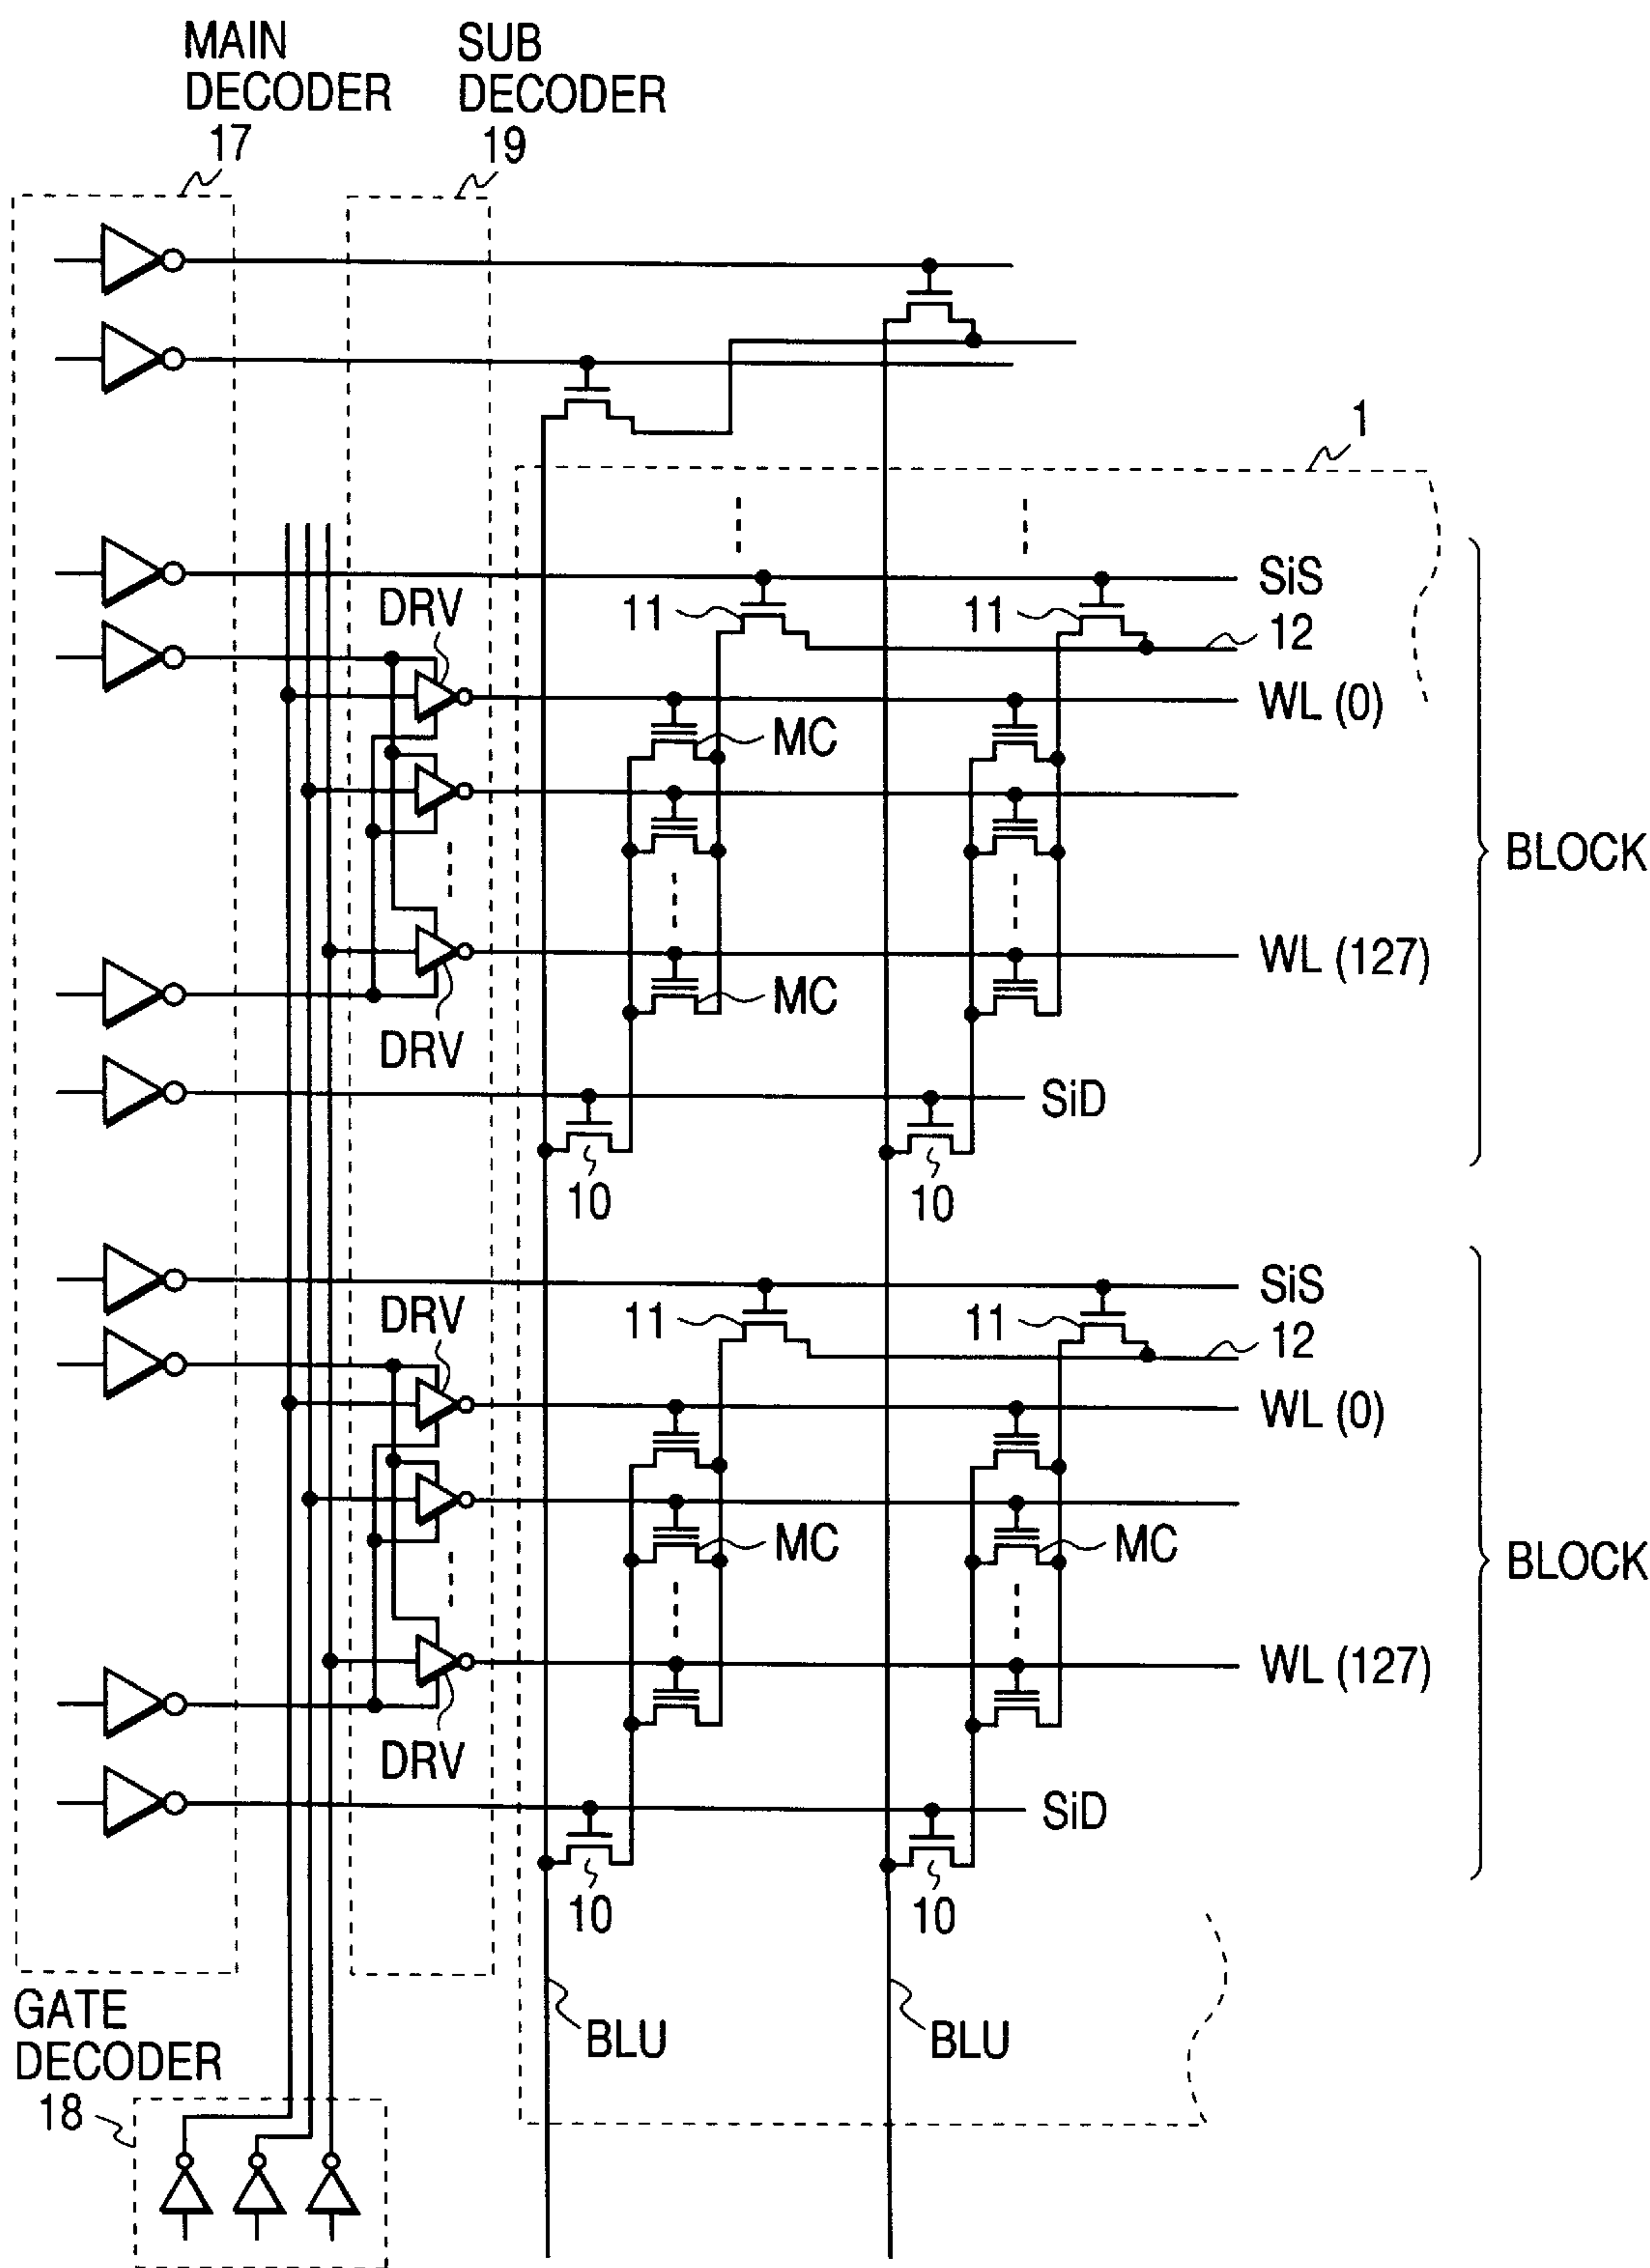 MAIN
DECODER
17
SUB
DECODER
19
1
SiS
DRV
11
11
12
WL (0)
MC
BLOCK
WL (127)
MC
DRV
SiD
10
10
SiS
DRV
11
11
12
WL (0)
MC
MC
BLOCK
WL (127)
DRV
SiD
10
10
GATE
DECODER
18
BLU
BLU